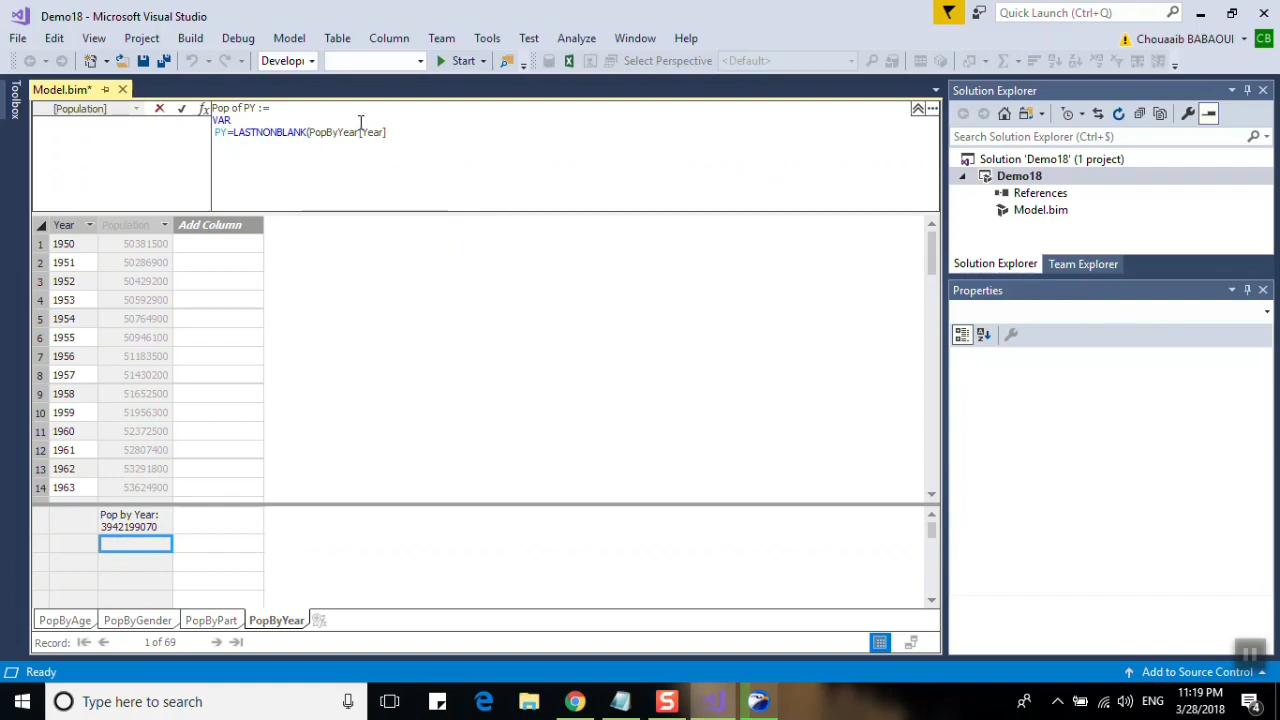 Demo18 - Microsoft Visual Studio
Quick Launch (Ctrl+Q)
File Edit View Project Build Debug Model Table Column Team Tools Test Analyze Window Help
Chouaaib BABAOUI
CB
Developi
Start
Select Perspective
<Default>
Toolbox
Model.bim*
[Population]
fx
Pop of PY :=
VAR
PY=LASTNONBLANK(PopByYear[Year]
Year Population Add Column
1 1950 50381500
2 1951 50286900
3 1952 50429200
4 1953 50592900
5 1954 50764900
6 1955 50946100
7 1956 51183500
8 1957 51430200
9 1958 51652500
10 1959 51956300
11 1960 52372500
12 1961 52807400
13 1962 53291800
14 1963 53624900
Pop by Year:
3942199070
PopByAge PopByGender PopByPart PopByYear
Record: 1 of 69
Solution Explorer
Search Solution Explorer (Ctrl+$)
Solution 'Demo18' (1 project)
Demo18
References
Model.bim
Solution Explorer Team Explorer
Properties
Ready
Add to Source Control
Type here to search
ENG
11:19 PM
3/28/2018
4